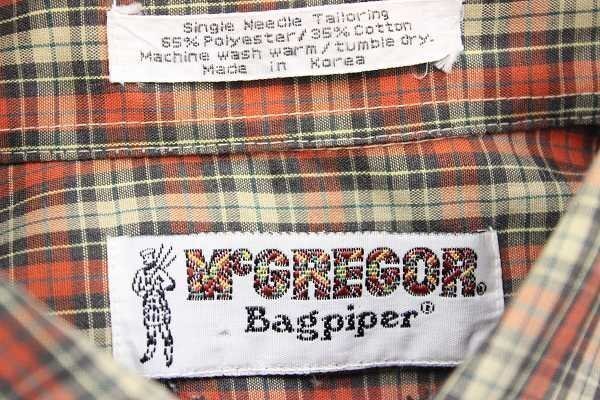 Single Needle Tailoring
65% Polyester/35% Cotton
Machine wash warm/tumble dry.
Made in Korea
McGREGOR®
Bagpiper®